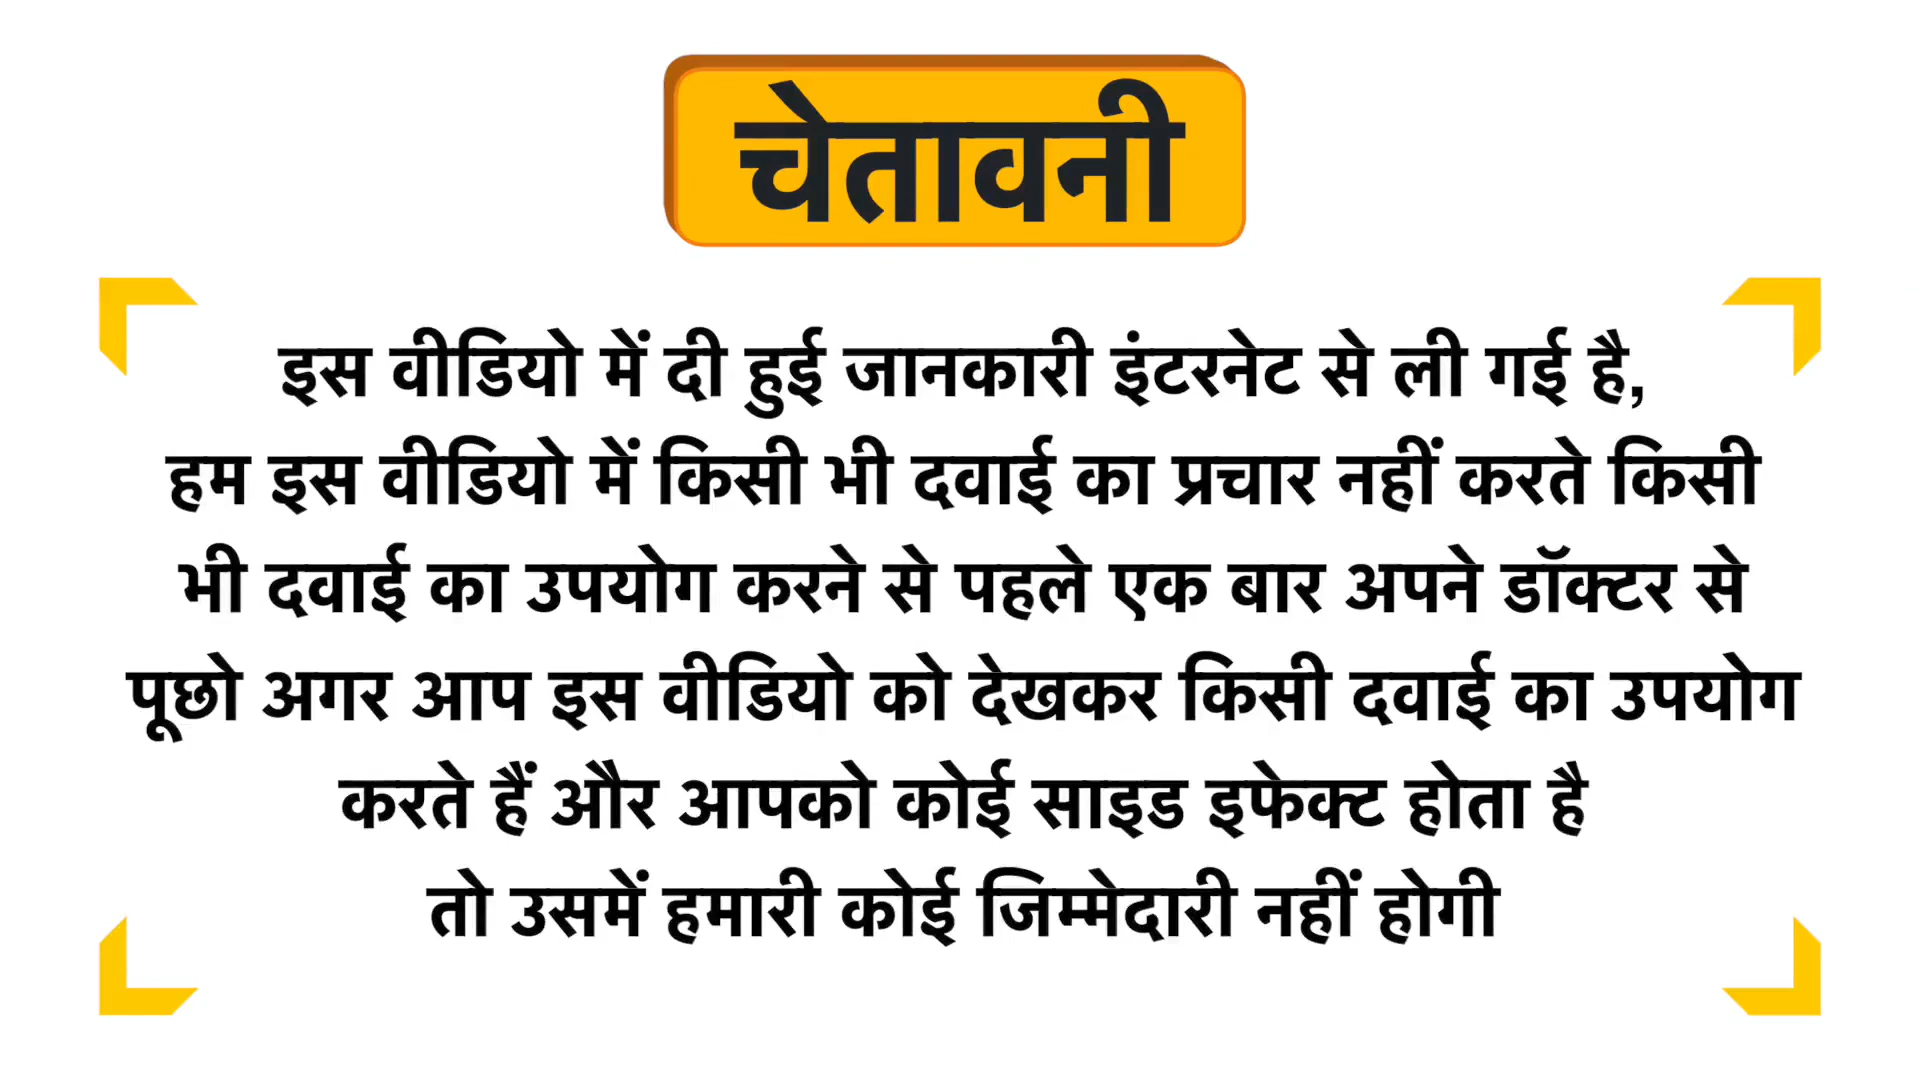 चेतावनी
इस वीडियो में दी हुई जानकारी इंटरनेट से ली गई है,
हम इस वीडियो में किसी भी दवाई का प्रचार नहीं करते किसी
भी दवाई का उपयोग करने से पहले एक बार अपने डॉक्टर से
पूछो अगर आप इस वीडियो को देखकर किसी दवाई का उपयोग
करते हैं और आपको कोई साइड इफेक्ट होता है
तो उसमें हमारी कोई जिम्मेदारी नहीं होगी